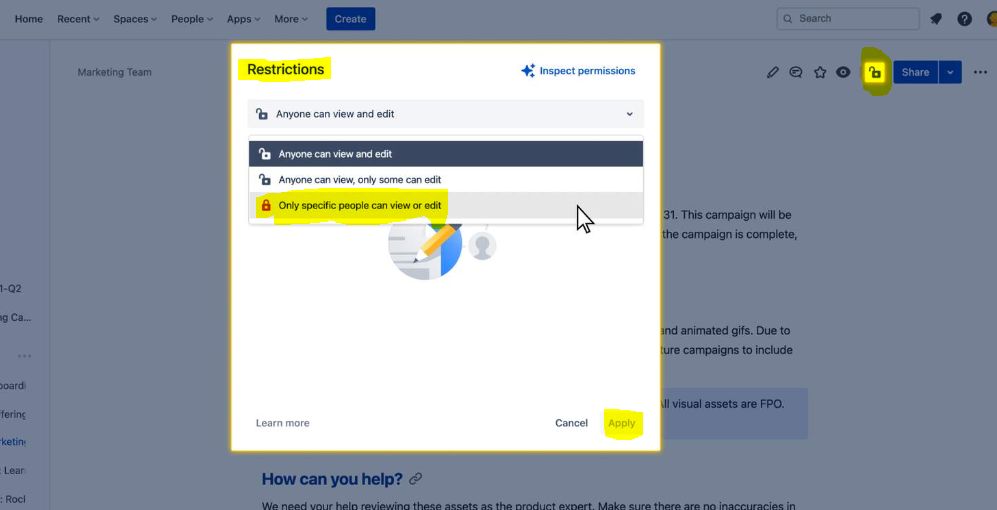 Home Recent Spaces People Apps More Create Search
Marketing Team
Share
Restrictions
Inspect permissions
Anyone can view and edit
Anyone can view and edit
Anyone can view, only some can edit
Only specific people can view or edit
31. This campaign will be
the campaign is complete,
1-Q2
ng Ca...
and animated gifs. Due to
ture campaigns to include
boardi
ffering
All visual assets are FPO.
Learn more Cancel Apply
rketing
: Lear
How can you help?
: Rocl
We need your help reviewing these assets as the product expert. Make sure there are no inaccuracies in